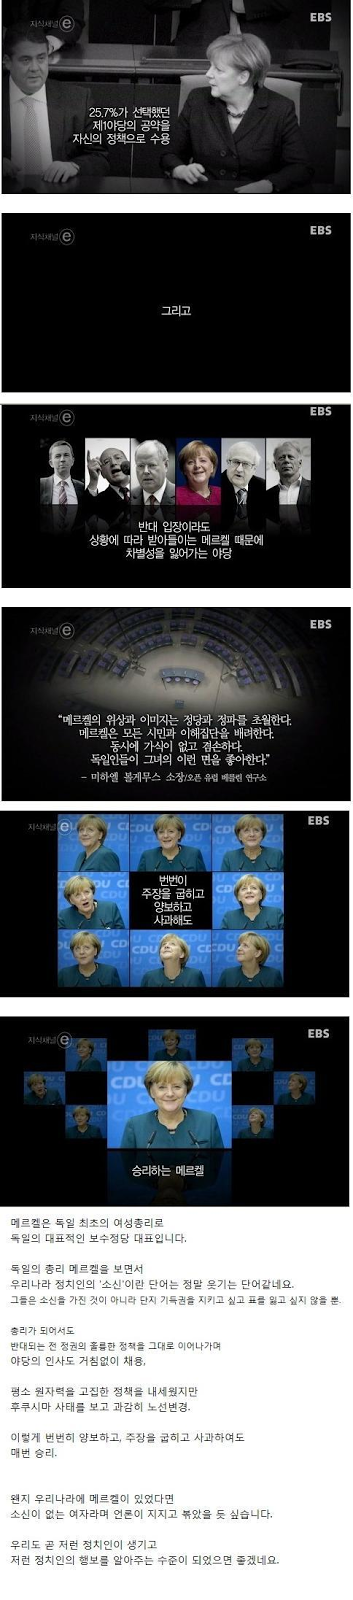 지식채널 e
EBS
25.7%가 선택했던
제1야당의 공약을
자신의 정책으로 수용
지식채널 e
EBS
그리고
지식채널 e
EBS
반대 입장이라도
상황에 따라 받아들이는 메르켈 때문에
차별성을 잃어가는 야당
지식채널 e
EBS
“메르켈의 위상과 이미지는 정당과 정파를 초월한다.
메르켈은 모든 시민과 이해집단을 배려한다.
동시에 가식이 없고 겸손하다.
독일인들이 그녀의 이런 면을 좋아한다.”
– 미하엘 볼게무스 소장/오픈 유럽 베를린 연구소
지식채널 e
EBS
번번이
주장을 굽히고
양보하고
사과해도
지식채널 e
EBS
승리하는 메르켈
메르켈은 독일 최초의 여성총리로
독일의 대표적인 보수정당 대표입니다.
독일의 총리 메르켈을 보면서
우리나라 정치인의 '소신'이란 단어는 정말 웃기는 단어같네요.
그들은 소신을 가진 것이 아니라 단지 기득권을 지키고 싶고 표를 잃고 싶지 않을 뿐.
총리가 되어서도
반대되는 전 정권의 훌륭한 정책을 그대로 이어나가며
야당의 인사도 거침없이 채용,
평소 원자력을 고집한 정책을 내세웠지만
후쿠시마 사태를 보고 과감히 노선변경.
이렇게 번번히 양보하고, 주장을 굽히고 사과하여도
매번 승리.
왠지 우리나라에 메르켈이 있었다면
소신이 없는 여자라며 언론이 지지고 볶았을 듯 싶습니다.
우리도 곧 저런 정치인이 생기고
저런 정치인의 행보를 알아주는 수준이 되었으면 좋겠네요.